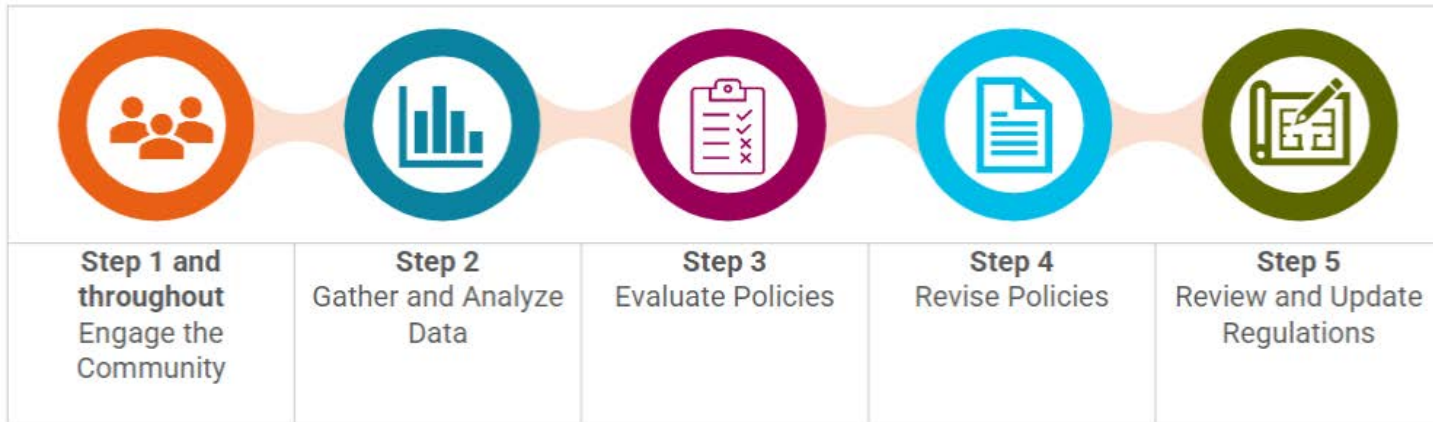 Step 1 and
throughout
Engage the
Community
Step 2
Gather and Analyze
Data
Step 3
Evaluate Policies
Step 4
Revise Policies
Step 5
Review and Update
Regulations